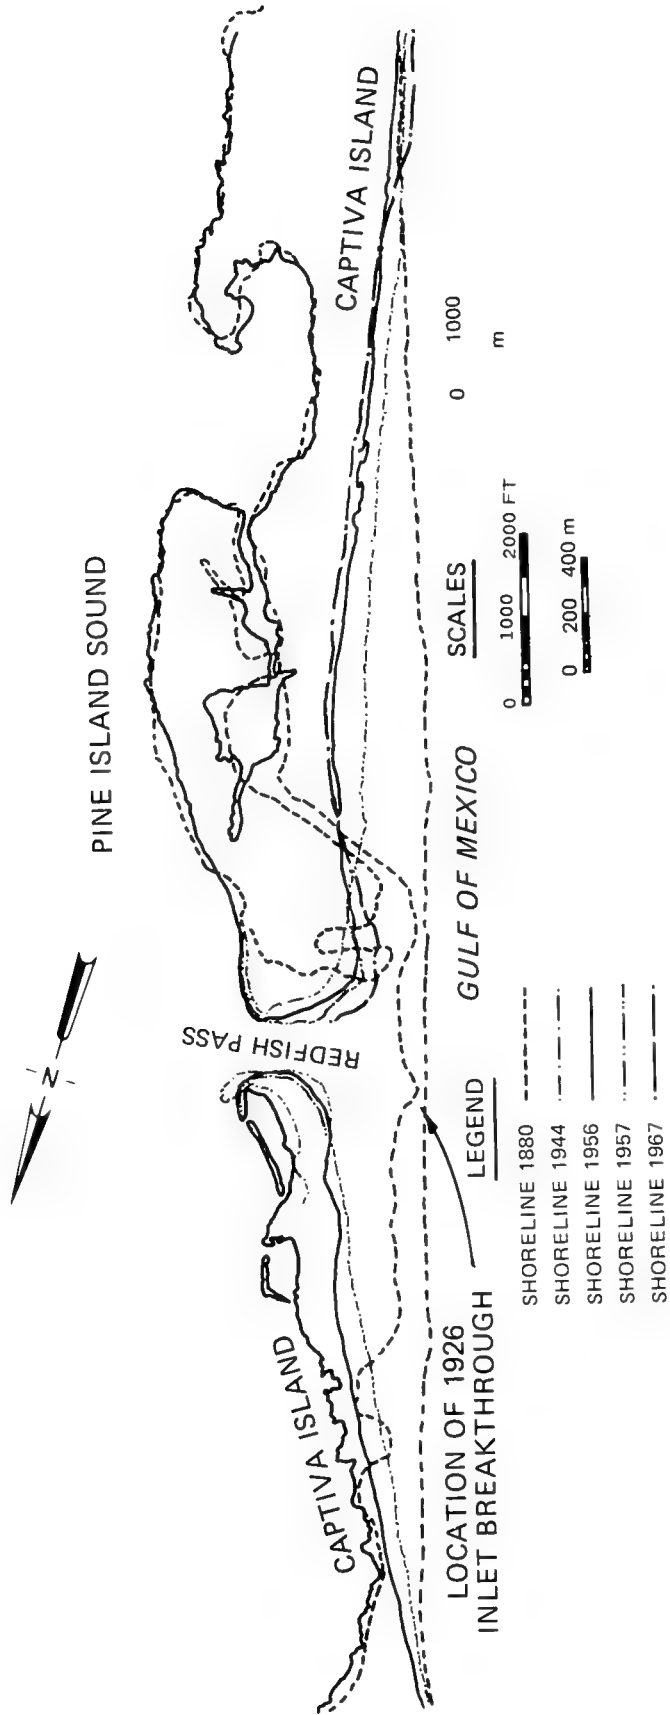 PINE ISLAND SOUND
N
CAPTIVA ISLAND
REDFISH PASS
CAPTIVA ISLAND
GULF OF MEXICO
LOCATION OF 1926
INLET BREAKTHROUGH
LEGEND
SHORELINE 1880
SHORELINE 1944
SHORELINE 1956
SHORELINE 1957
SHORELINE 1967
SCALES
0 1000 2000 FT
0 200 400 m
0 1000
m